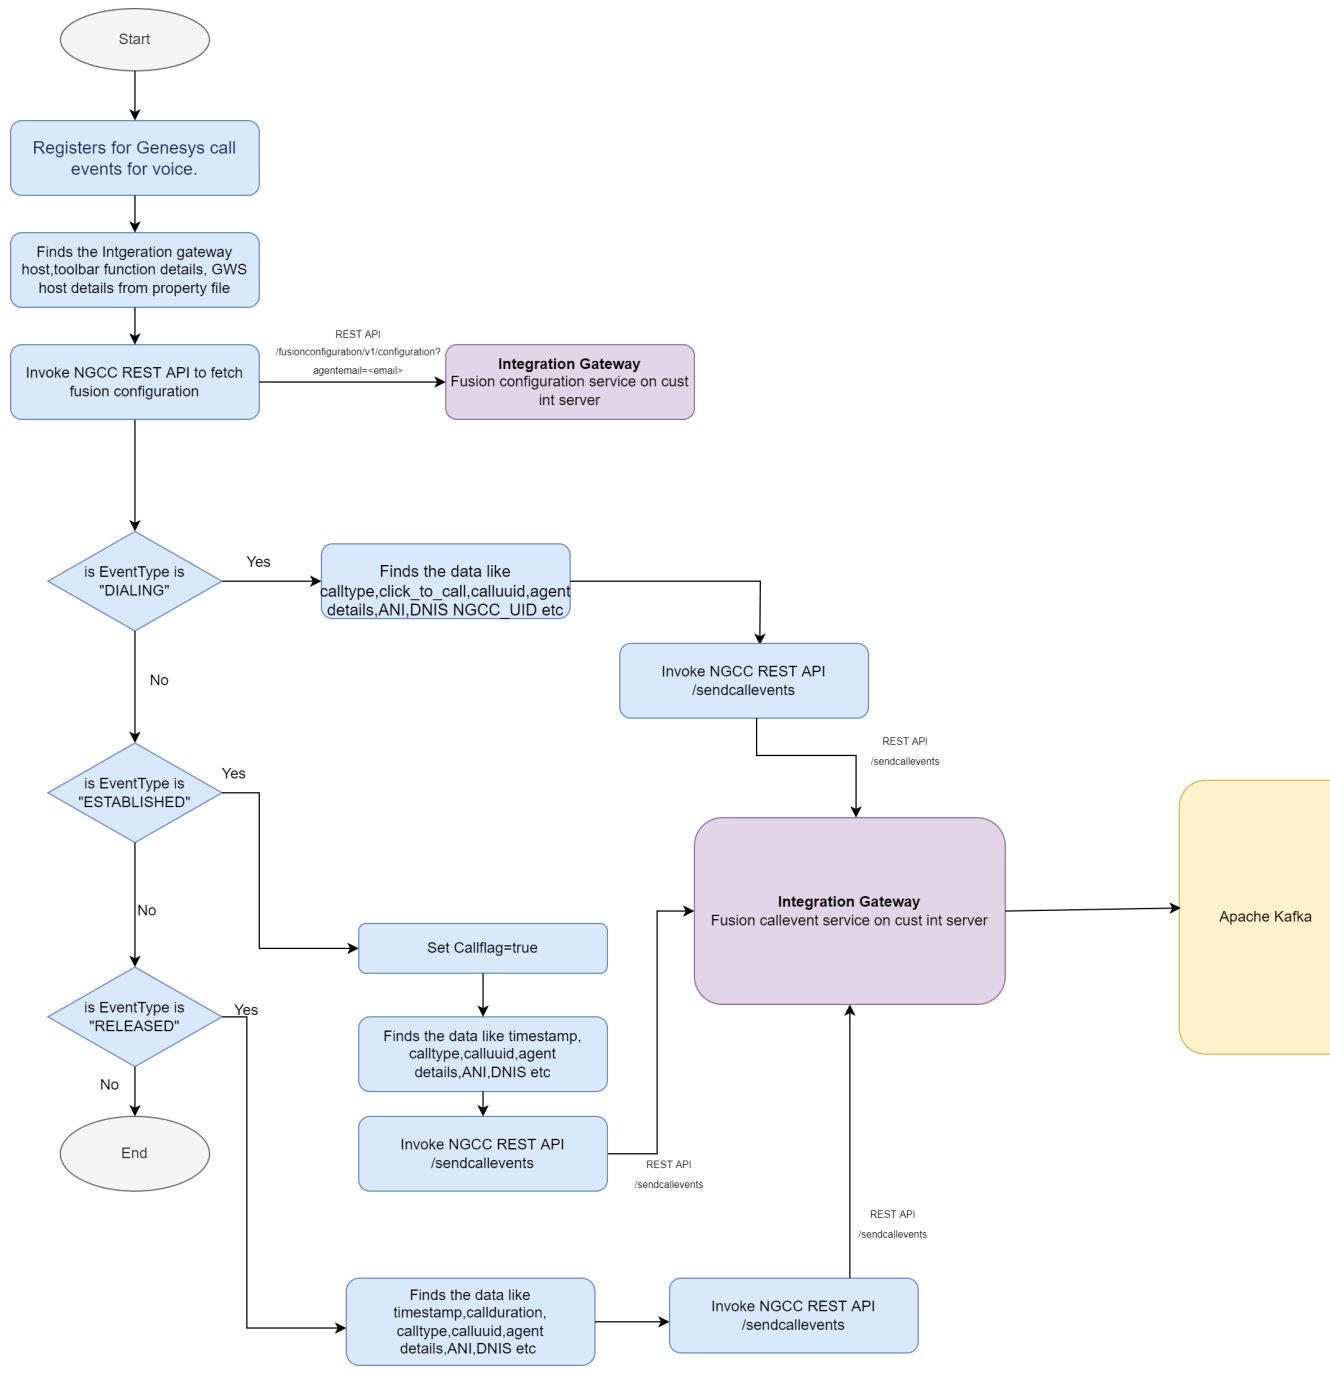 Start
Registers for Genesys call
events for voice.
Finds the Intgeration gateway
host,toolbar function details, GWS
host details from property file
REST API
/fusionconfiguration/v1/configuration?
agentemail=<email>
Invoke NGCC REST API to fetch
fusion configuration
Integration Gateway
Fusion configuration service on cust
int server
is EventType is
"DIALING"
Yes
Finds the data like
calltype,click_to_call,calluuid,agent
details,ANI,DNIS NGCC_UID etc
No
Invoke NGCC REST API
/sendcallevents
REST API
/sendcallevents
is EventType is
"ESTABLISHED"
Yes
No
Integration Gateway
Fusion callevent service on cust int server
Apache Kafka
Set Callflag=true
is EventType is
"RELEASED"
Yes
Finds the data like timestamp,
calltype,calluuid,agent
details,ANI,DNIS etc
No
End
Invoke NGCC REST API
/sendcallevents
REST API
/sendcallevents
REST API
/sendcallevents
Finds the data like
timestamp,callduration,
calltype,calluuid,agent
details,ANI,DNIS etc
Invoke NGCC REST API
/sendcallevents